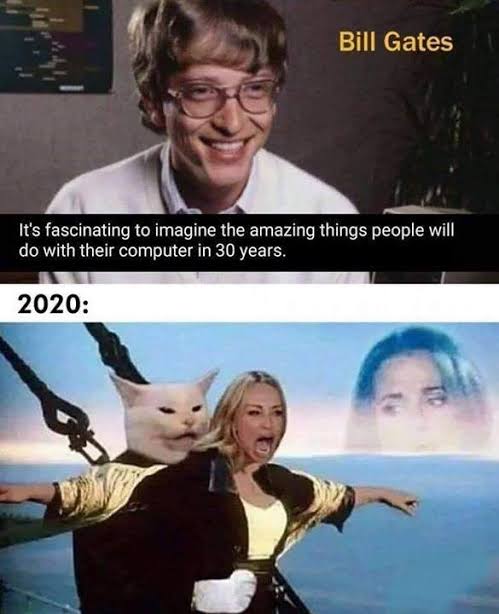 Bill Gates
It's fascinating to imagine the amazing things people will
do with their computer in 30 years.
2020: